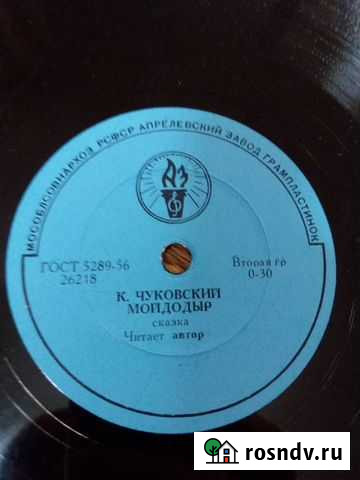 МОСОБЛСОВНАРХОЗ РСФСР АПРЕЛЕВСКИЙ ЗАВОД ГРАМПЛАСТИНОК
АЗ
ГОСТ 5289-56
26218
Вторая гр
0-30
К. ЧУКОВСКИЙ
МОЙДОДЫР
сказка
Читает автор
rosndv.ru